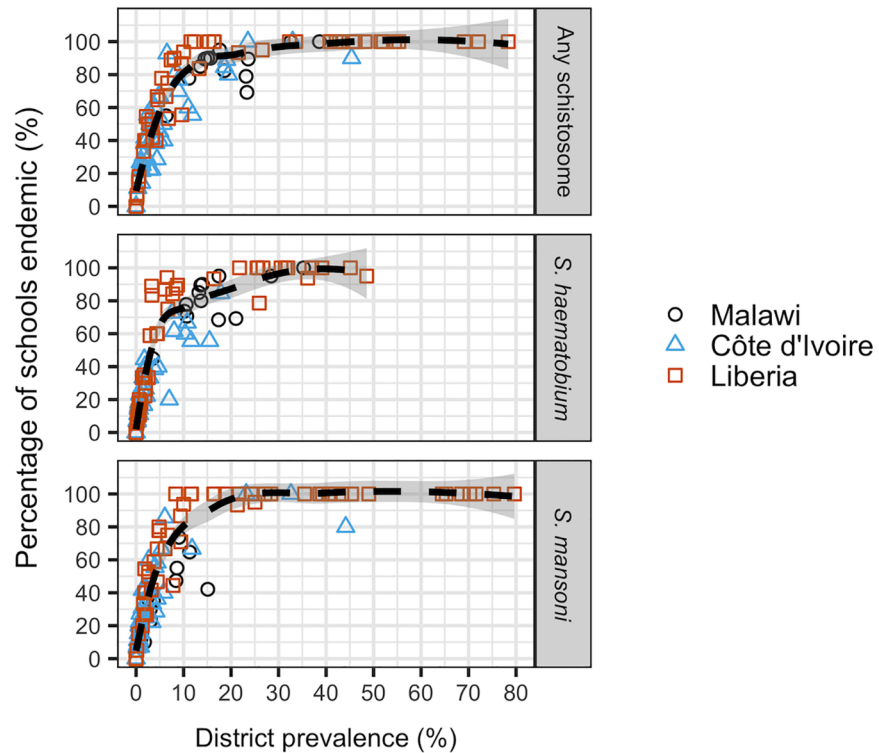 Percentage of schools endemic (%)
100
80
60
40
20
0
Any schistosome
100
80
60
40
20
0
S. haematobium
100
80
60
40
20
0
S. mansoni
0 10 20 30 40 50 60 70 80
District prevalence (%)
Malawi
Côte d'Ivoire
Liberia